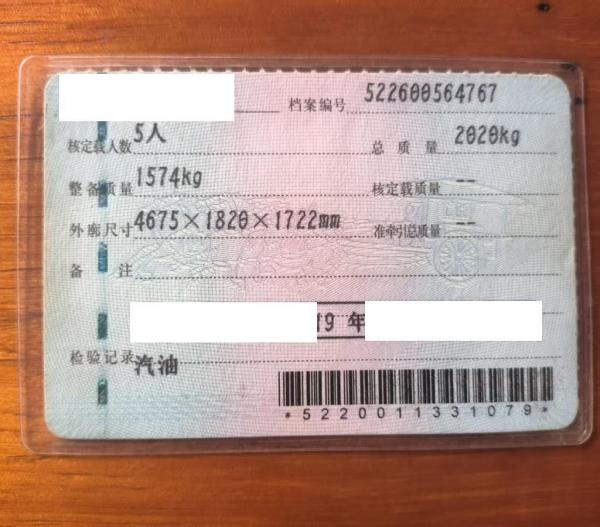 档案编号 522600564767
核定载人数 5人 总质量 2020kg
整备质量 1574kg 核定载质量 --
外廓尺寸 4675×1820×1722mm 准牵引总质量 --
备注
19 年
检验记录 汽油
*5220011331079*